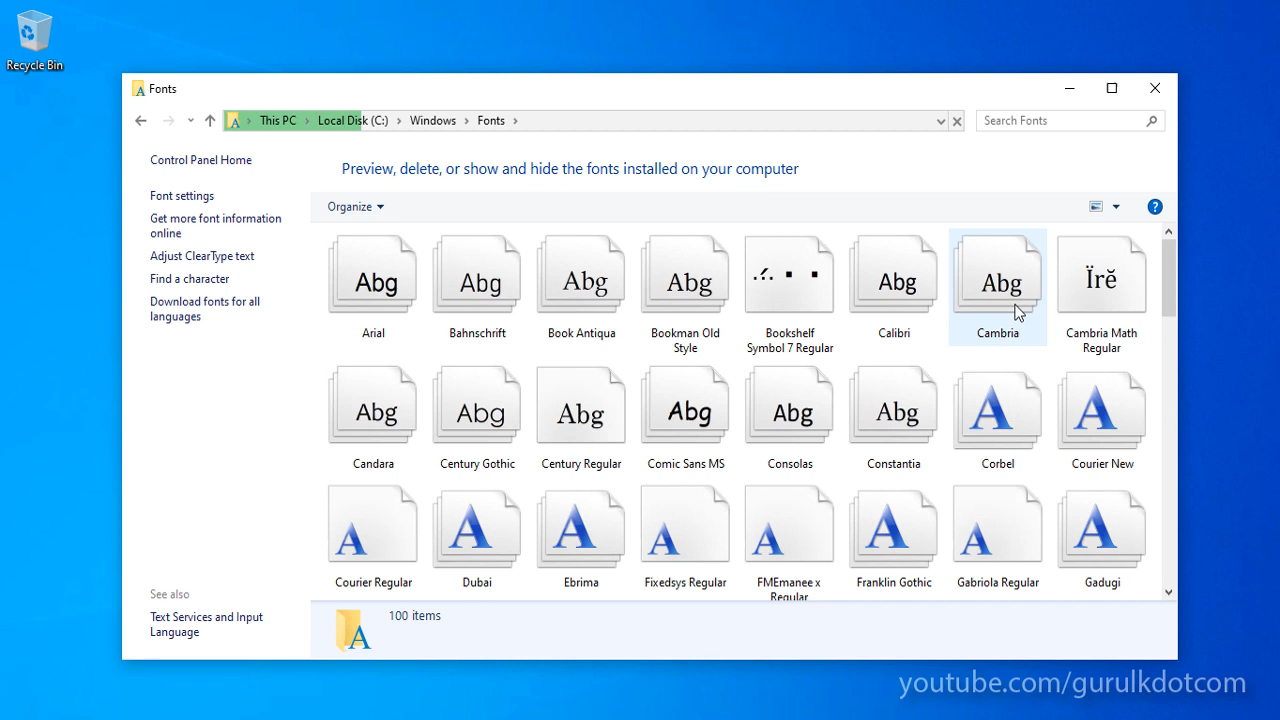 Recycle Bin
Fonts
This PC > Local Disk (C:) > Windows > Fonts >
Search Fonts
Control Panel Home
Font settings
Get more font information
online
Adjust ClearType text
Find a character
Download fonts for all
languages
See also
Text Services and Input
Language
Preview, delete, or show and hide the fonts installed on your computer
Organize
?
Abg Abg Abg Abg Abg Abg Ïrĕ
Arial Bahnschrift Book Antiqua Bookman Old Bookshelf Calibri Cambria Cambria Math
Style Symbol 7 Regular Regular
Abg Abg Abg Abg Abg Abg A A
Candara Century Gothic Century Regular Comic Sans MS Consolas Constantia Corbel Courier New
A A A A A A A A
Courier Regular Dubai Ebrima Fixedsys Regular FMEmanee x Franklin Gothic Gabriola Regular Gadugi
Regular
100 items
youtube.com/gurulkdotcom